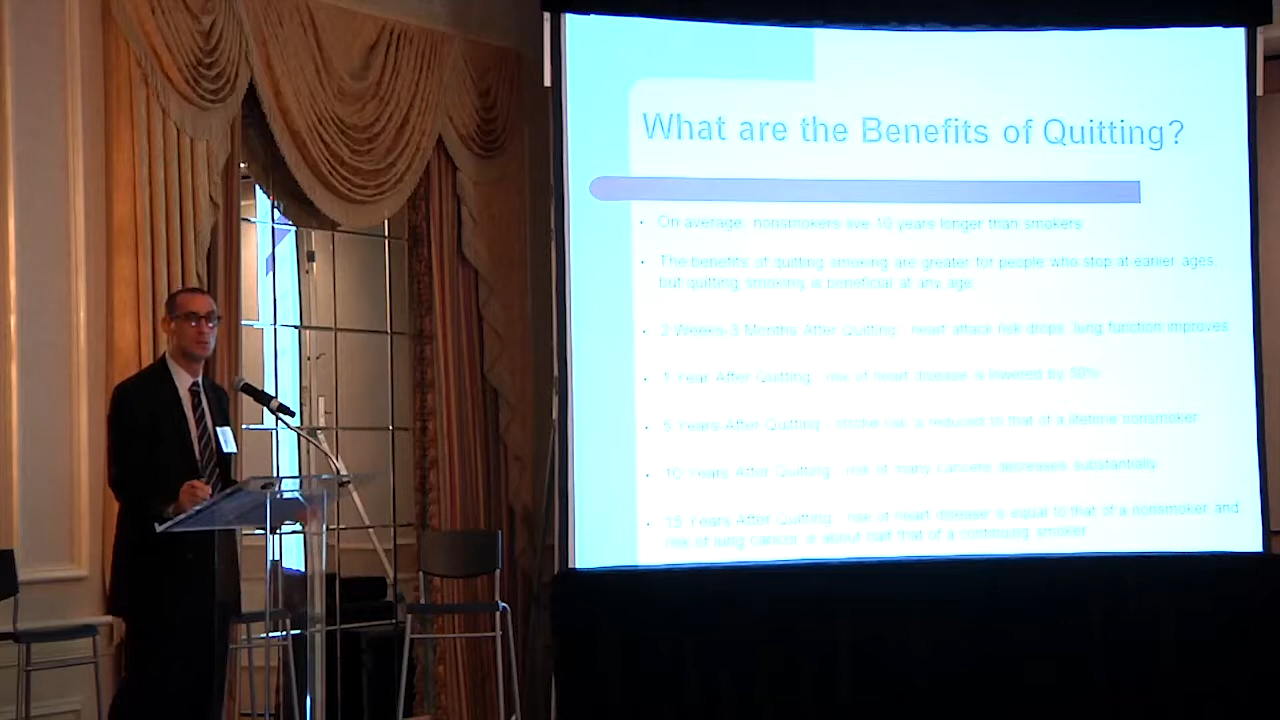 What are the Benefits of Quitting?
• On average, nonsmokers live 10 years longer than smokers
• The benefits of quitting smoking are greater for people who stop at earlier ages,
but quitting smoking is beneficial at any age
• 2 Weeks-3 Months After Quitting : heart attack risk drops, lung function improves
• 1 Year After Quitting : risk of heart disease is lowered by 50%
• 5 Years After Quitting : stroke risk is reduced to that of a lifetime nonsmoker
• 10 Years After Quitting : risk of many cancers decreases substantially
• 15 Years After Quitting : risk of heart disease is equal to that of a nonsmoker and
risk of lung cancer is about half that of a continuing smoker